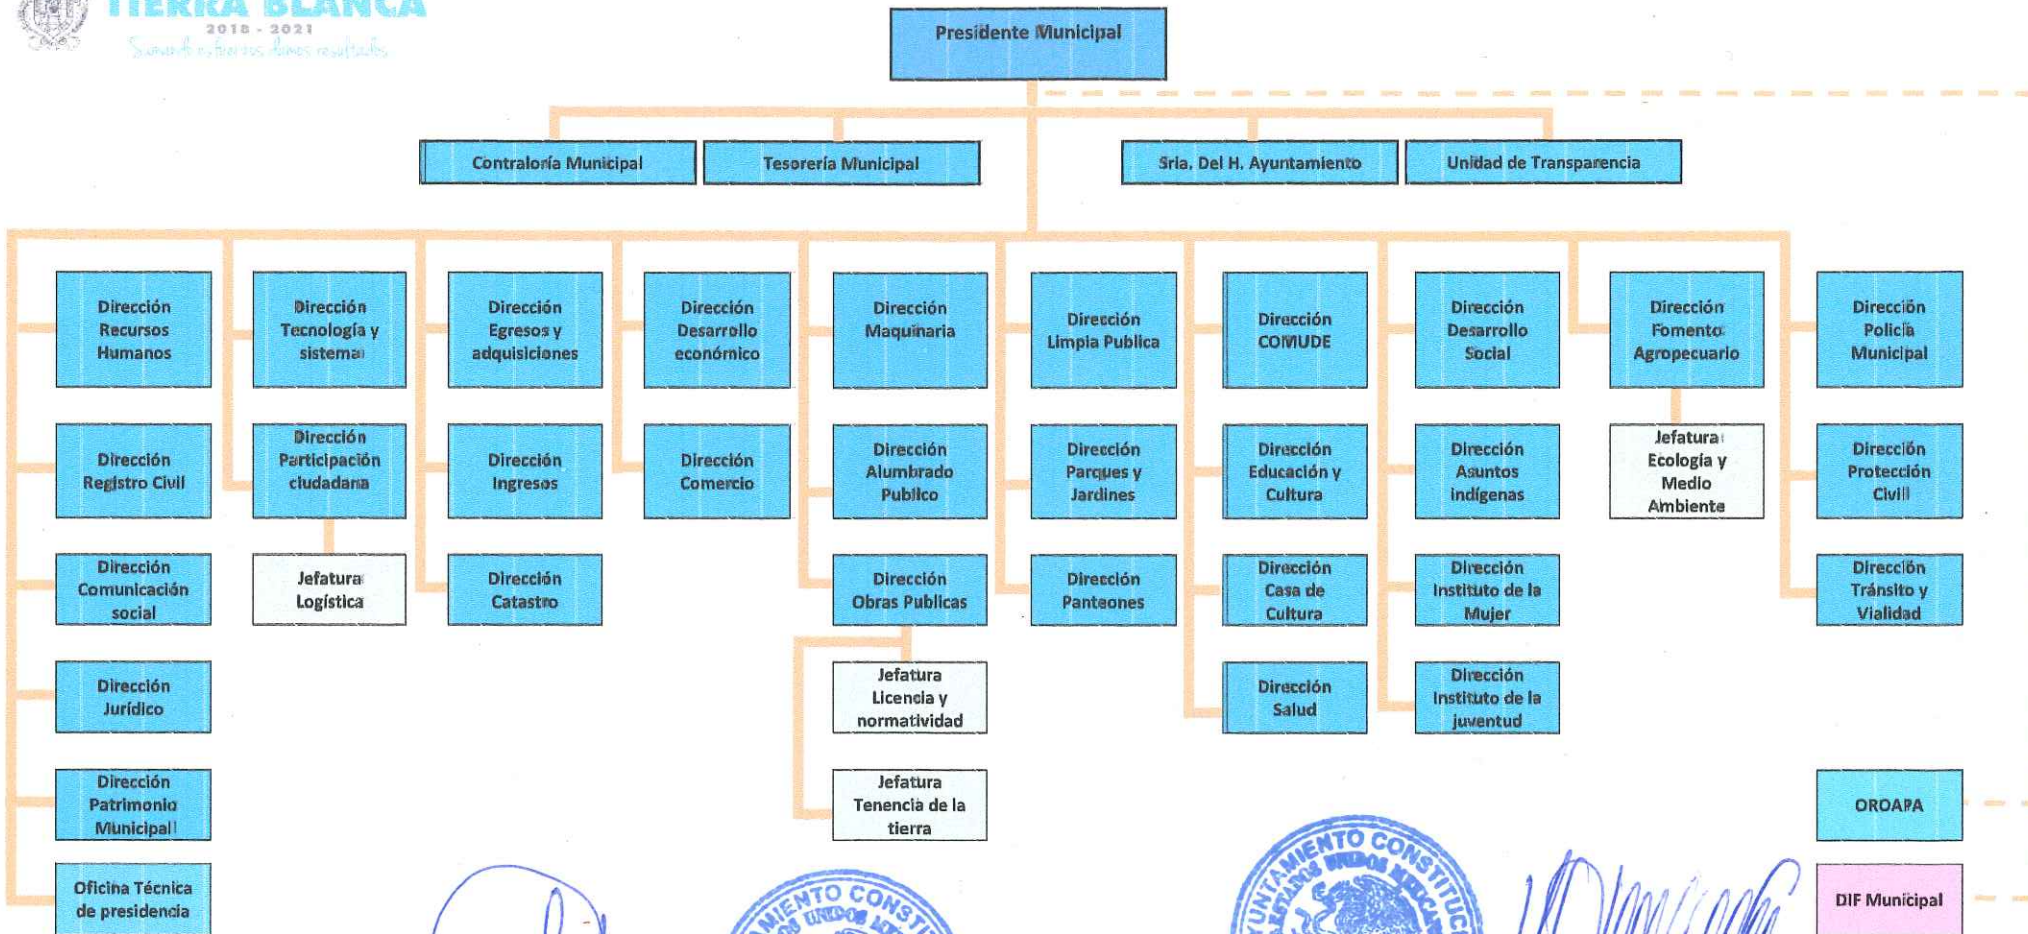 TIERRA BLANCA
2018 - 2021
Presidente Municipal
Contraloría Municipal
Tesorería Municipal
Sria. Del H. Ayuntamiento
Unidad de Transparencia
Dirección
Recursos
Humanos
Dirección
Tecnología y
sistema
Dirección
Egresos y
adquisiciones
Dirección
Desarrollo
económico
Dirección
Maquinaria
Dirección
Limpia Publica
Dirección
COMUDE
Dirección
Desarrollo
Social
Dirección
Fomento
Agropecuario
Dirección
Policía
Municipal
Dirección
Registro Civil
Dirección
Participación
ciudadana
Dirección
Ingresos
Dirección
Comercio
Dirección
Alumbrado
Publico
Dirección
Parques y
Jardines
Dirección
Educación y
Cultura
Dirección
Asuntos
indígenas
Jefatura
Ecología y
Medio
Ambiente
Dirección
Protección
Civil
Dirección
Comunicación
social
Jefatura
Logística
Dirección
Catastro
Dirección
Obras Publicas
Dirección
Panteones
Dirección
Casa de
Cultura
Dirección
Instituto de la
Mujer
Dirección
Tránsito y
Vialidad
Dirección
Jurídico
Jefatura
Licencia y
normatividad
Dirección
Salud
Dirección
Instituto de la
juventud
Dirección
Patrimonio
Municipal
Jefatura
Tenencia de la
tierra
OROAPA
Oficina Técnica
de presidencia
DIF Municipal